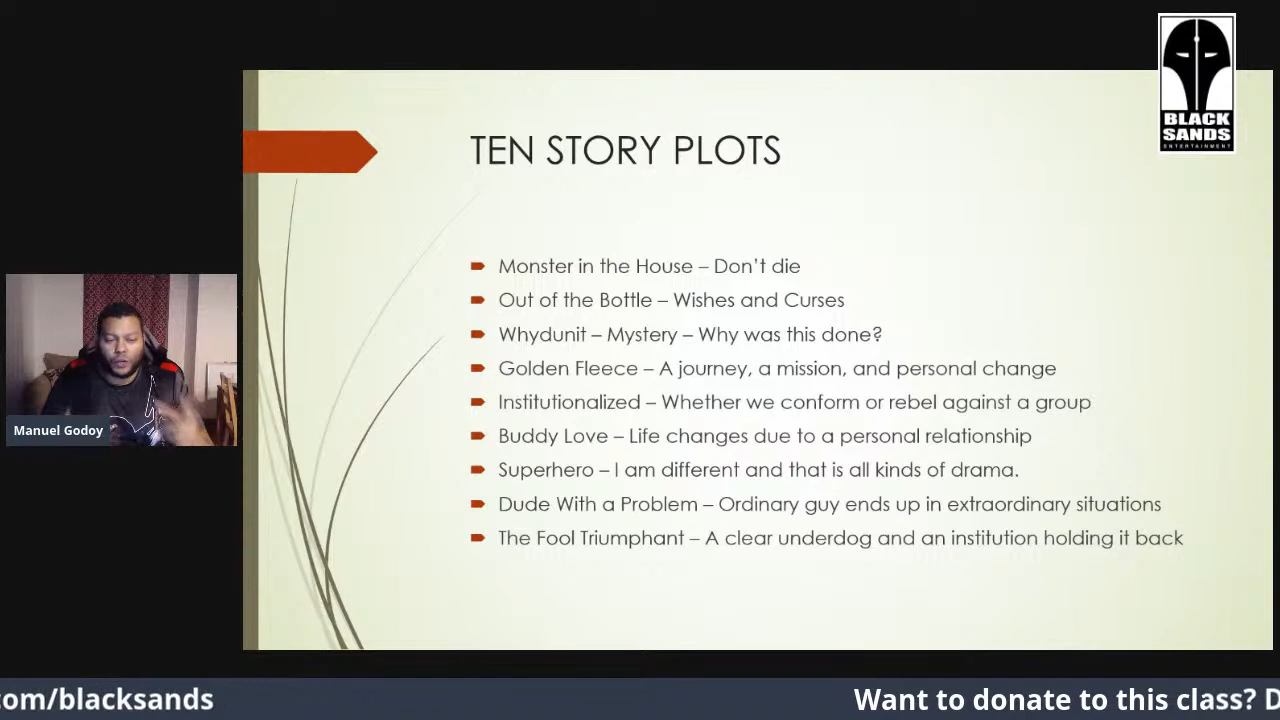 BLACK
SANDS
ENTERTAINMENT
TEN STORY PLOTS
Monster in the House – Don’t die
Out of the Bottle – Wishes and Curses
Whydunit – Mystery – Why was this done?
Golden Fleece – A journey, a mission, and personal change
Institutionalized – Whether we conform or rebel against a group
Buddy Love – Life changes due to a personal relationship
Superhero – I am different and that is all kinds of drama.
Dude With a Problem – Ordinary guy ends up in extraordinary situations
The Fool Triumphant – A clear underdog and an institution holding it back
Manuel Godoy
com/blacksands
Want to donate to this class? D